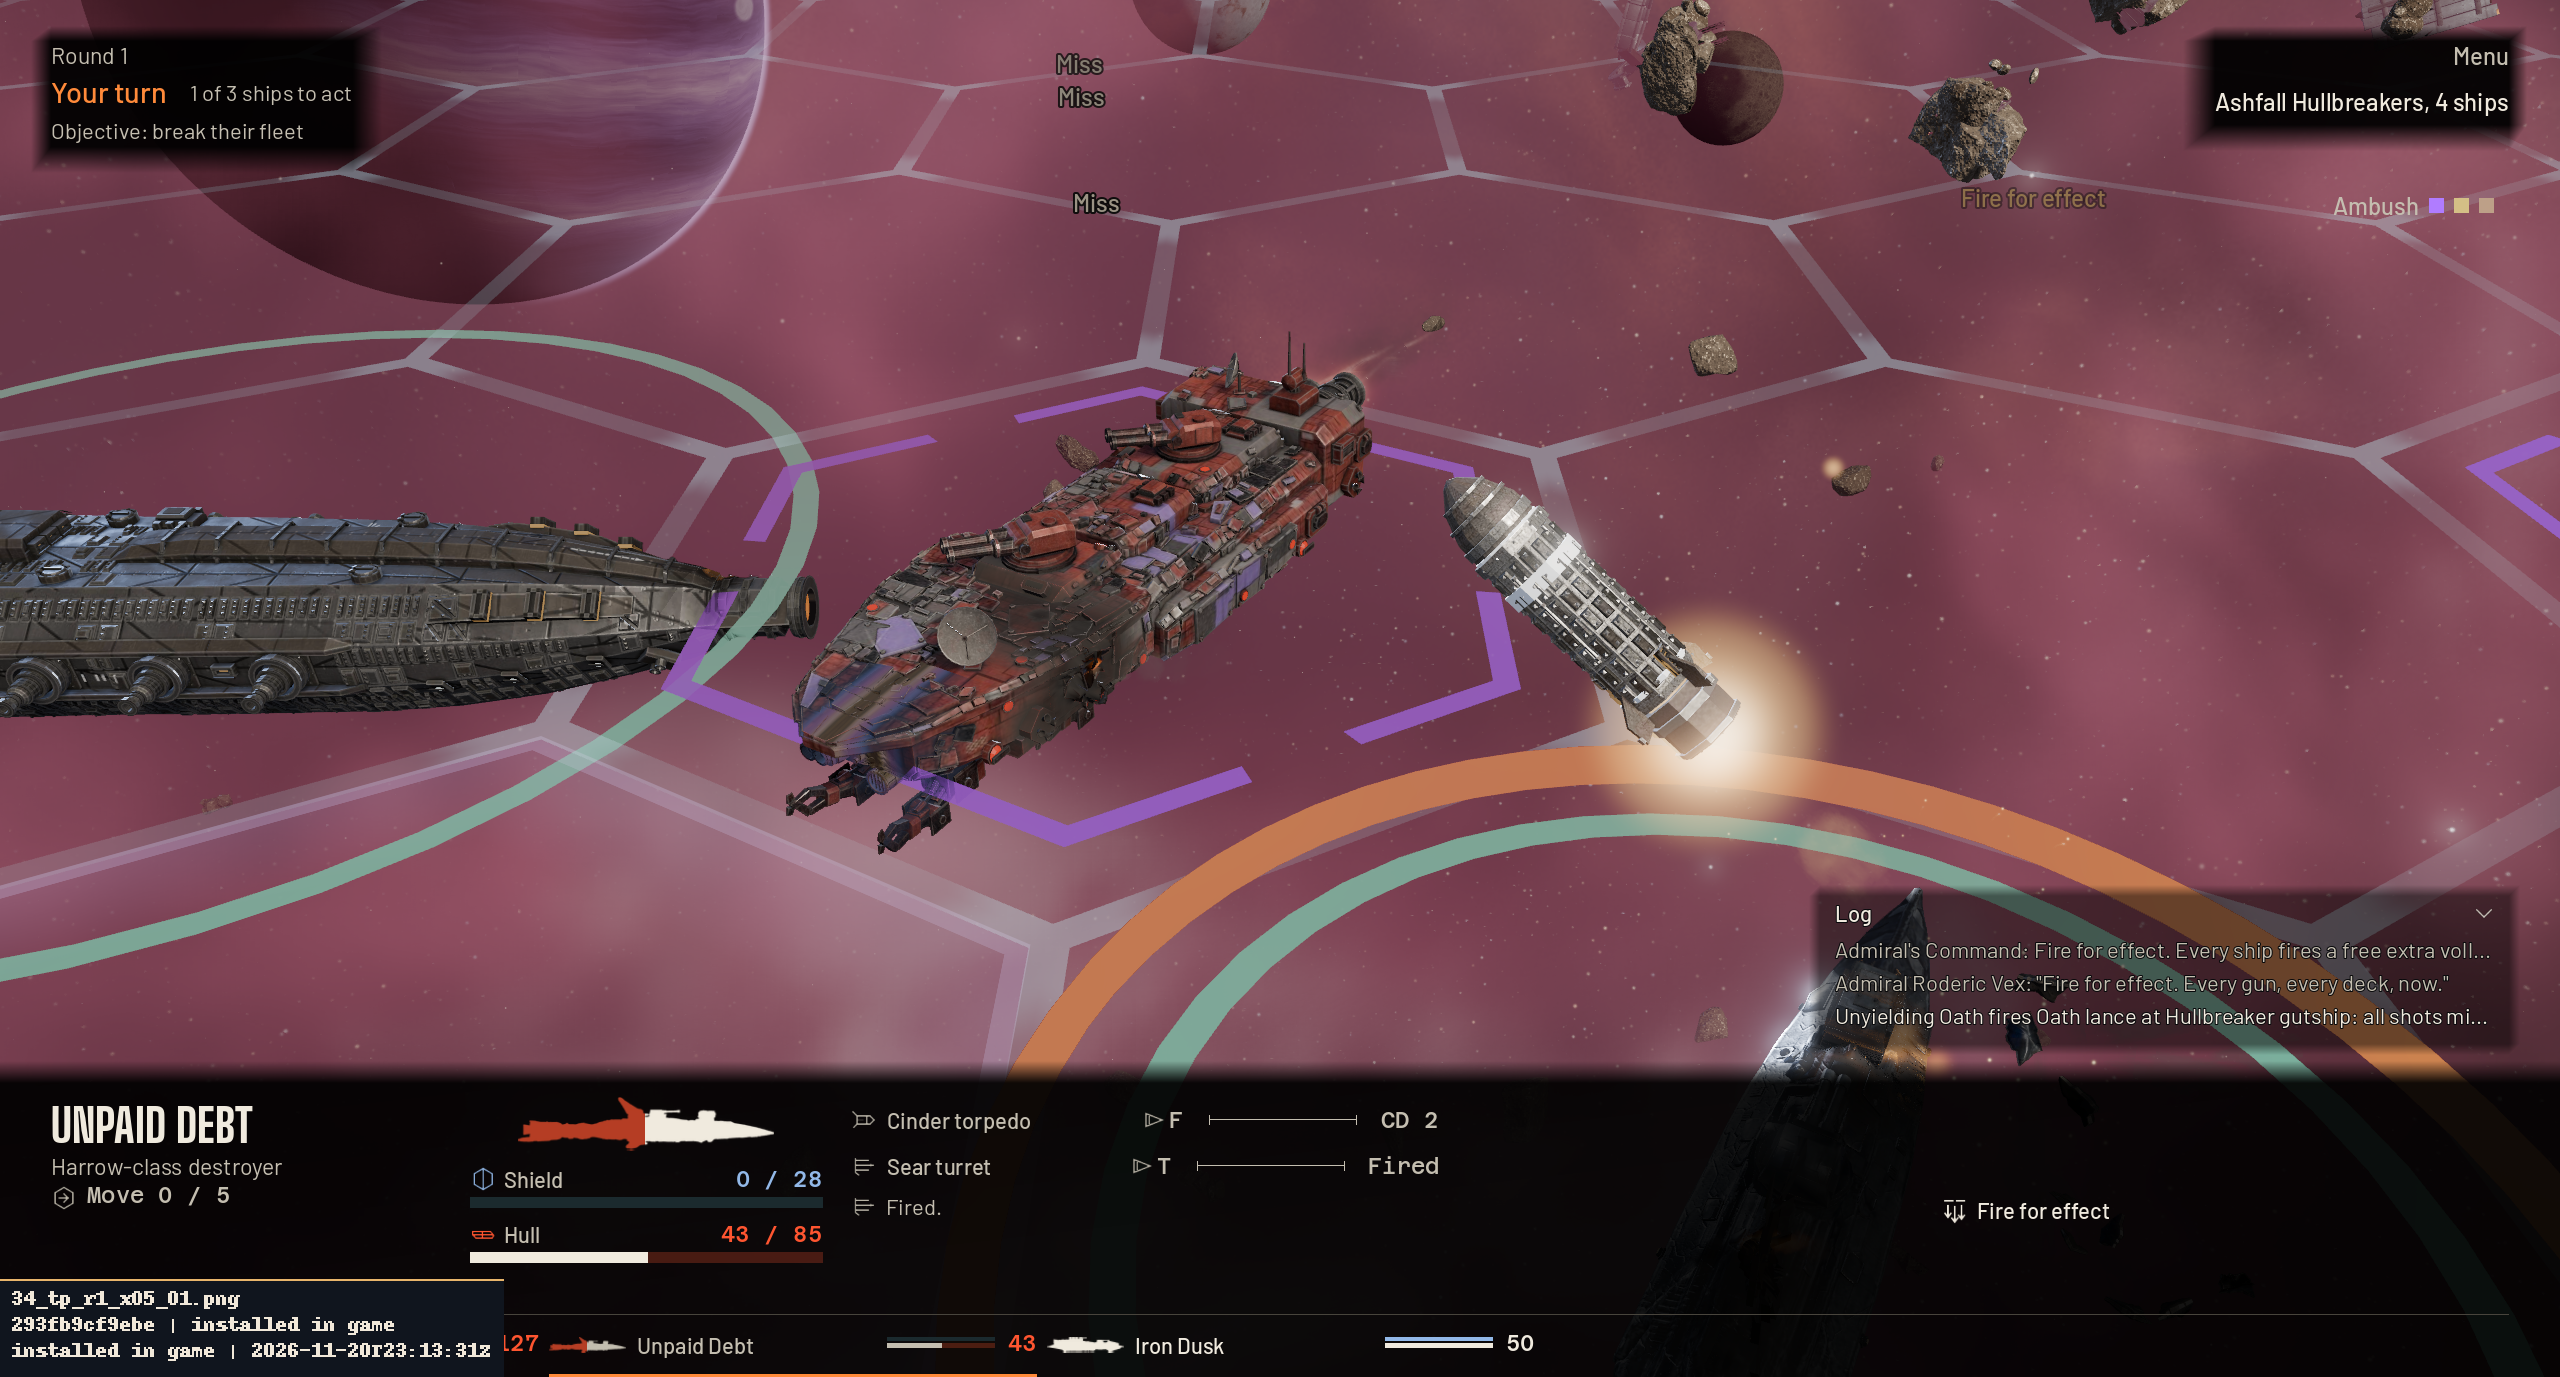 Round 1
Your turn 1 of 3 ships to act
Objective: break their fleet
Miss
Miss
Miss
Menu
Ashfall Hullbreakers, 4 ships
Fire for effect
Ambush
Log
Admiral's Command: Fire for effect. Every ship fires a free extra voll...
Admiral Roderic Vex: "Fire for effect. Every gun, every deck, now."
Unyielding Oath fires Oath lance at Hullbreaker gutship: all shots mi...
UNPAID DEBT
Harrow-class destroyer
Move 0 / 5
Shield 0 / 28
Hull 43 / 85
Cinder torpedo F CD 2
Sear turret T Fired
Fired.
Fire for effect
34_tp_r1_x05_01.png
293fb9cf9ebe | installed in game
installed in game | 2026-11-20T23:13:31Z
127 Unpaid Debt 43 Iron Dusk 50